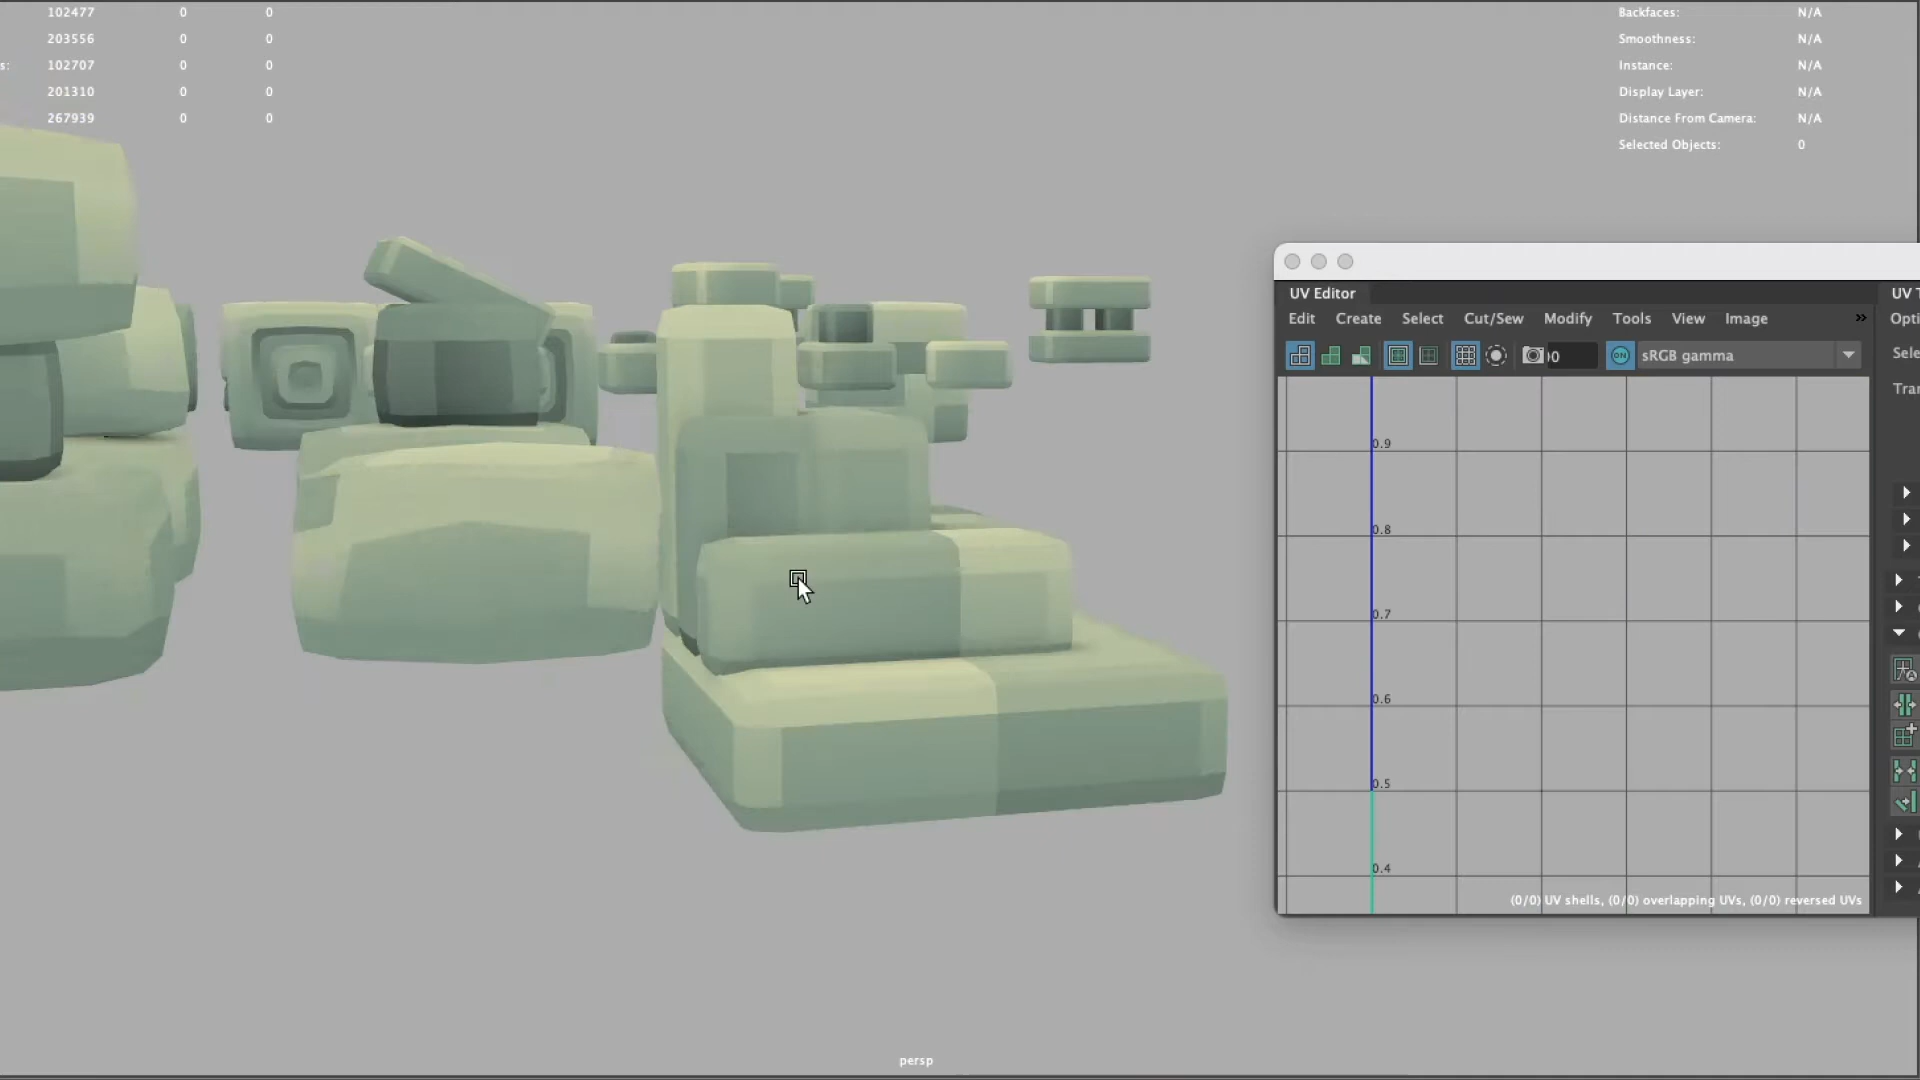 102477 0 0
203556 0 0
s: 102707 0 0
201310 0 0
267939 0 0
Backfaces: N/A
Smoothness: N/A
Instance: N/A
Display Layer: N/A
Distance From Camera: N/A
Selected Objects: 0
UV Editor
UV T
Edit Create Select Cut/Sew Modify Tools View Image »
Opti
ON sRGB gamma
Sele
Tran
0.9
0.8
0.7
0.6
0.5
0.4
(0/0) UV shells, (0/0) overlapping UVs, (0/0) reversed UVs
persp